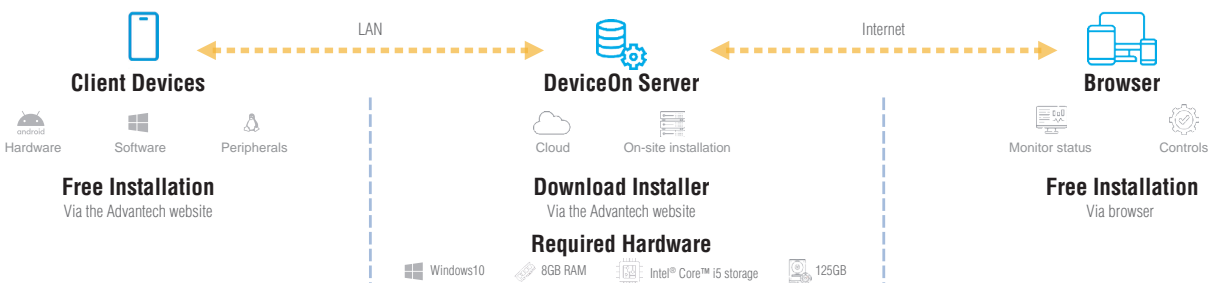 LAN
Internet
Client Devices
DeviceOn Server
Browser
android
Hardware
Software
Peripherals
Cloud
On-site installation
Monitor status
Controls
Free Installation
Via the Advantech website
Download Installer
Via the Advantech website
Free Installation
Via browser
Required Hardware
Windows10
8GB RAM
Intel® Core™ i5 storage
125GB